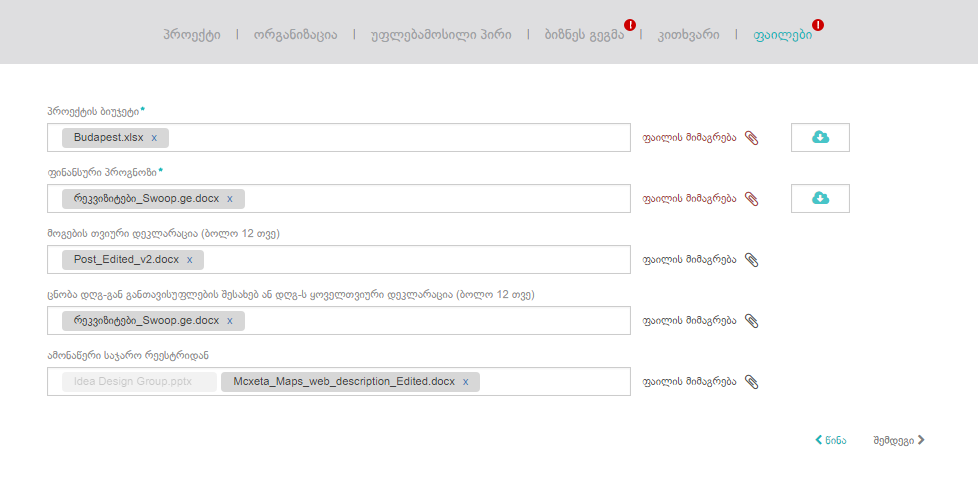 პროექტი | ორგანიზაცია | უფლებამოსილი პირი | ბიზნეს გეგმა ! | კითხვარი | ფაილები !
პროექტის ბიუჯეტი*
Budapest.xlsx x ფაილის მიმაგრება
ფინანსური პროგნოზი*
რეკვიზიტები_Swoop.ge.docx x ფაილის მიმაგრება
მოგების თვიური დეკლარაცია (ბოლო 12 თვე)
Post_Edited_v2.docx x ფაილის მიმაგრება
ცნობა დღგ-გან განთავისუფლების შესახებ ან დღგ-ს ყოველთვიური დეკლარაცია (ბოლო 12 თვე)
რეკვიზიტები_Swoop.ge.docx x ფაილის მიმაგრება
ამონაწერი საჯარო რეესტრიდან
Idea Design Group.pptx Mcxeta_Maps_web_description_Edited.docx x ფაილის მიმაგრება
წინა შემდეგი